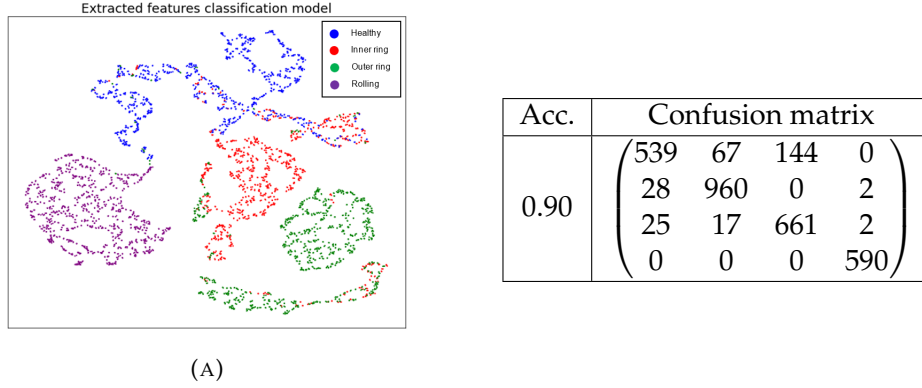 Extracted features classification model
Healthy
Inner ring
Outer ring
Rolling
(A)
Acc. Confusion matrix
0.90
539 67 144 0
28 960 0 2
25 17 661 2
0 0 0 590